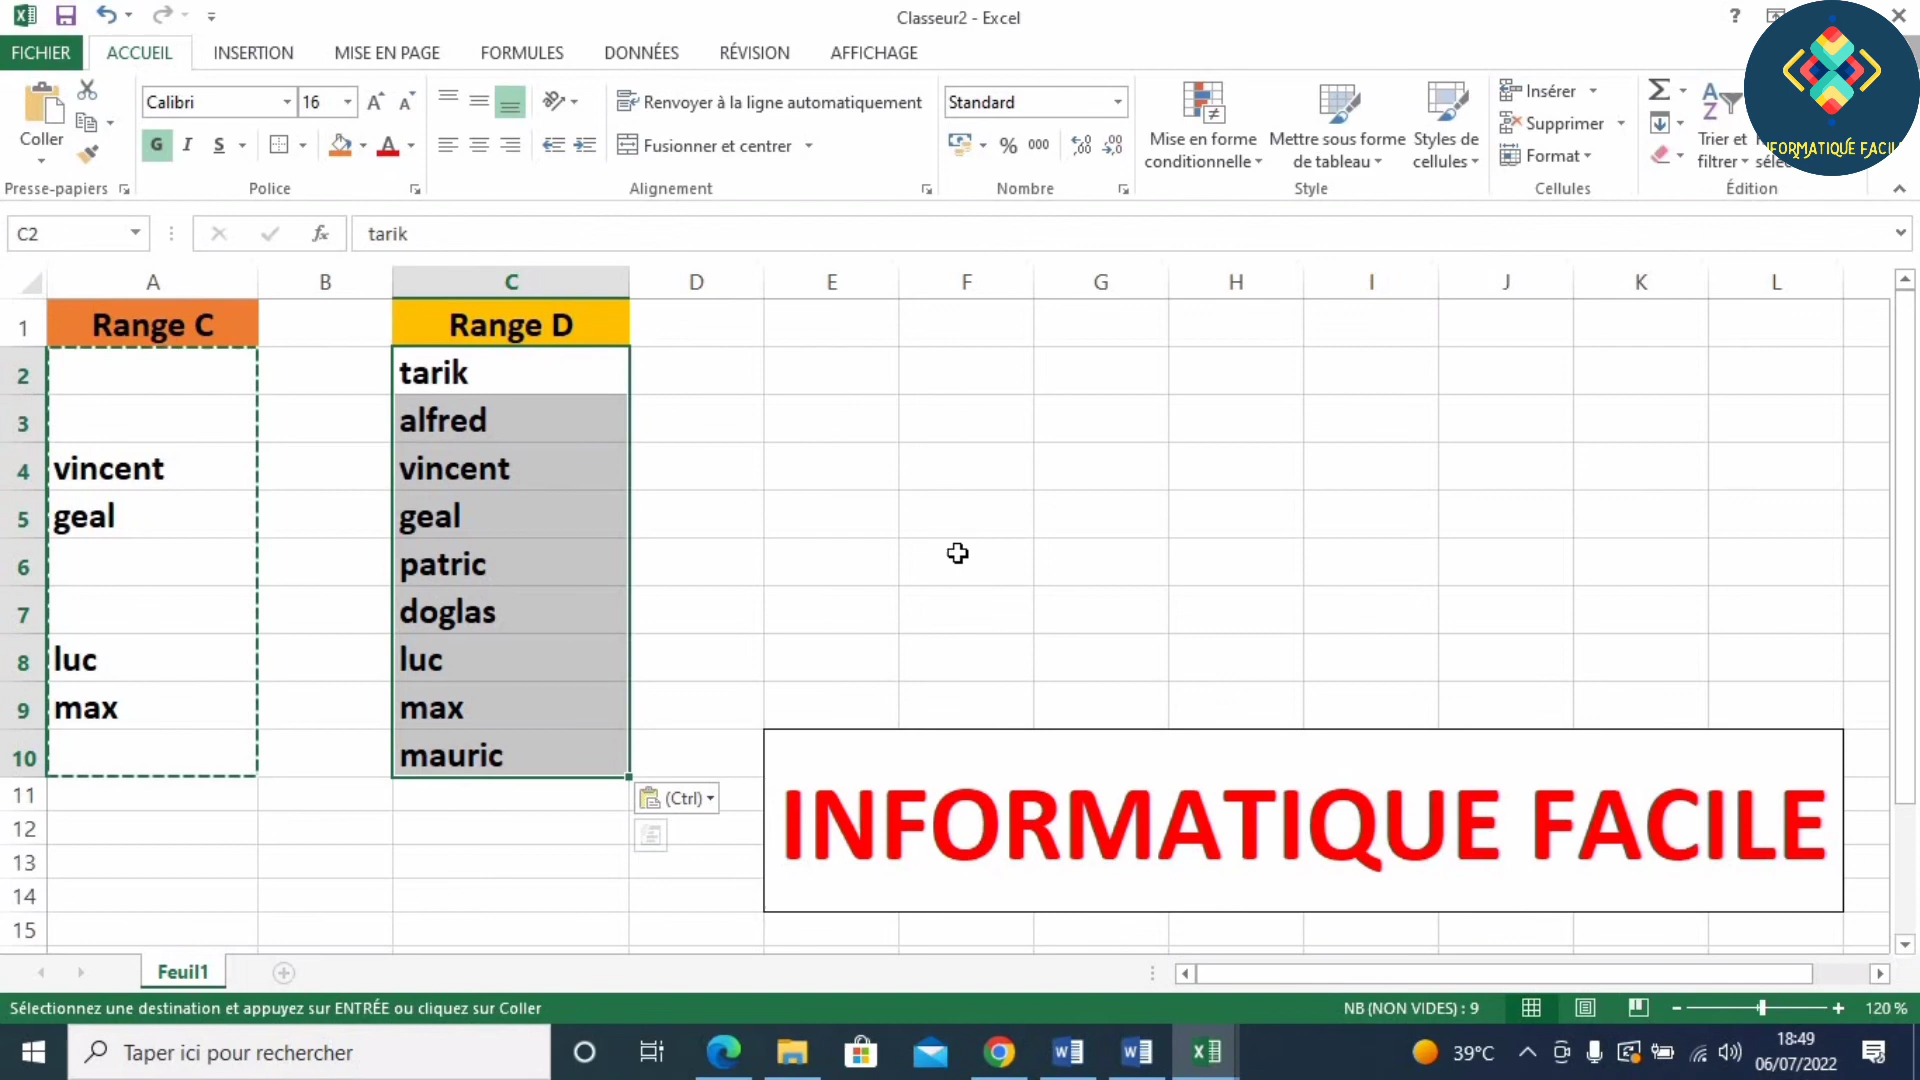 Classeur2 - Excel
?
FICHIER ACCUEIL INSERTION MISE EN PAGE FORMULES DONNÉES RÉVISION AFFICHAGE
Calibri 16
Renvoyer à la ligne automatiquement
Standard
Insérer
Coller
G I S
Fusionner et centrer
% 000
Mise en forme conditionnelle
Mettre sous forme de tableau
Styles de cellules
Supprimer
Format
Trier et filtrer
INFORMATIQUE FACIL
Presse-papiers Police Alignement Nombre Style Cellules Édition
C2 fx tarik
A B C D E F G H I J K L
1 Range C Range D
2 tarik
3 alfred
4 vincent vincent
5 geal geal
6 patric
7 doglas
8 luc luc
9 max max
10 mauric
11 (Ctrl)
12
13
14
15
INFORMATIQUE FACILE
Feuil1
Sélectionnez une destination et appuyez sur ENTRÉE ou cliquez sur Coller NB (NON VIDES) : 9 120 %
Taper ici pour rechercher
39°C
18:49
06/07/2022